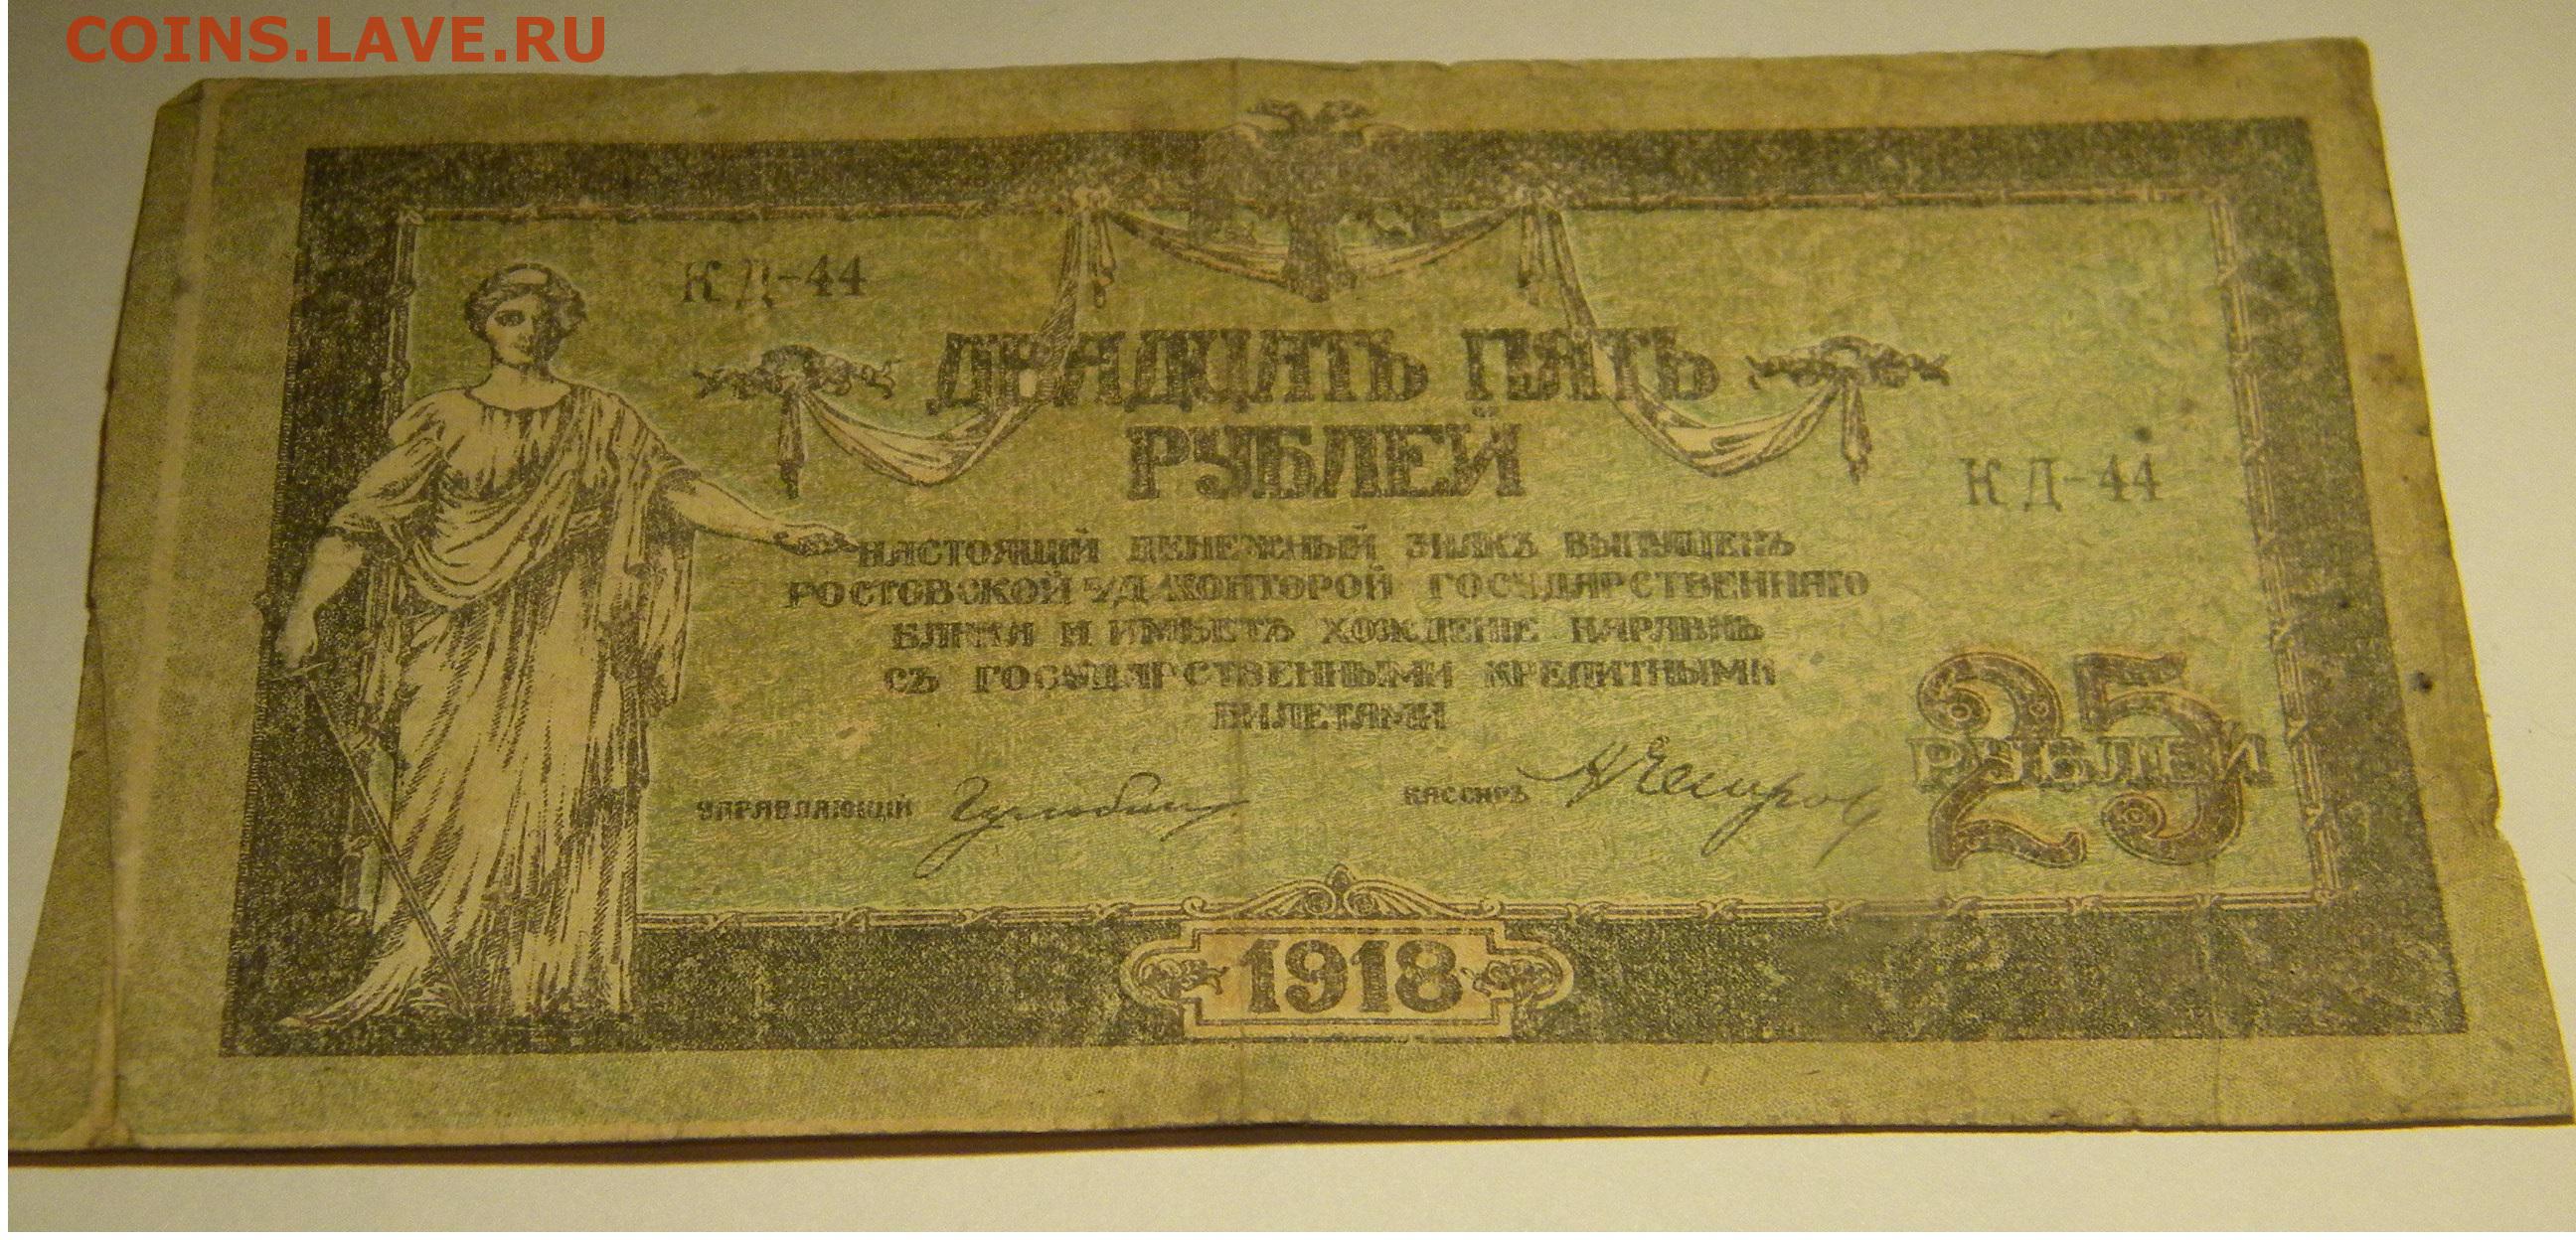 COINS.LAVE.RU
КД-44
ДВАДЦАТЬ ПЯТЬ
РУБЛЕЙ
КД-44
НАСТОЯЩІЙ ДЕНЕЖНЫЙ ЗНАКЪ ВЫПУЩЕНЪ
РОСТОВСКОЙ Н/Д КОНТОРОЙ ГОСУДАРСТВЕННАГО
БАНКА И ИМѢЕТЪ ХОЖДЕНІЕ НАРАВНѢ
СЪ ГОСУДАРСТВЕННЫМИ КРЕДИТНЫМИ
БИЛЕТАМИ
25
РУБЛЕЙ
УПРАВЛЯЮЩІЙ
КАССИРЪ
1918